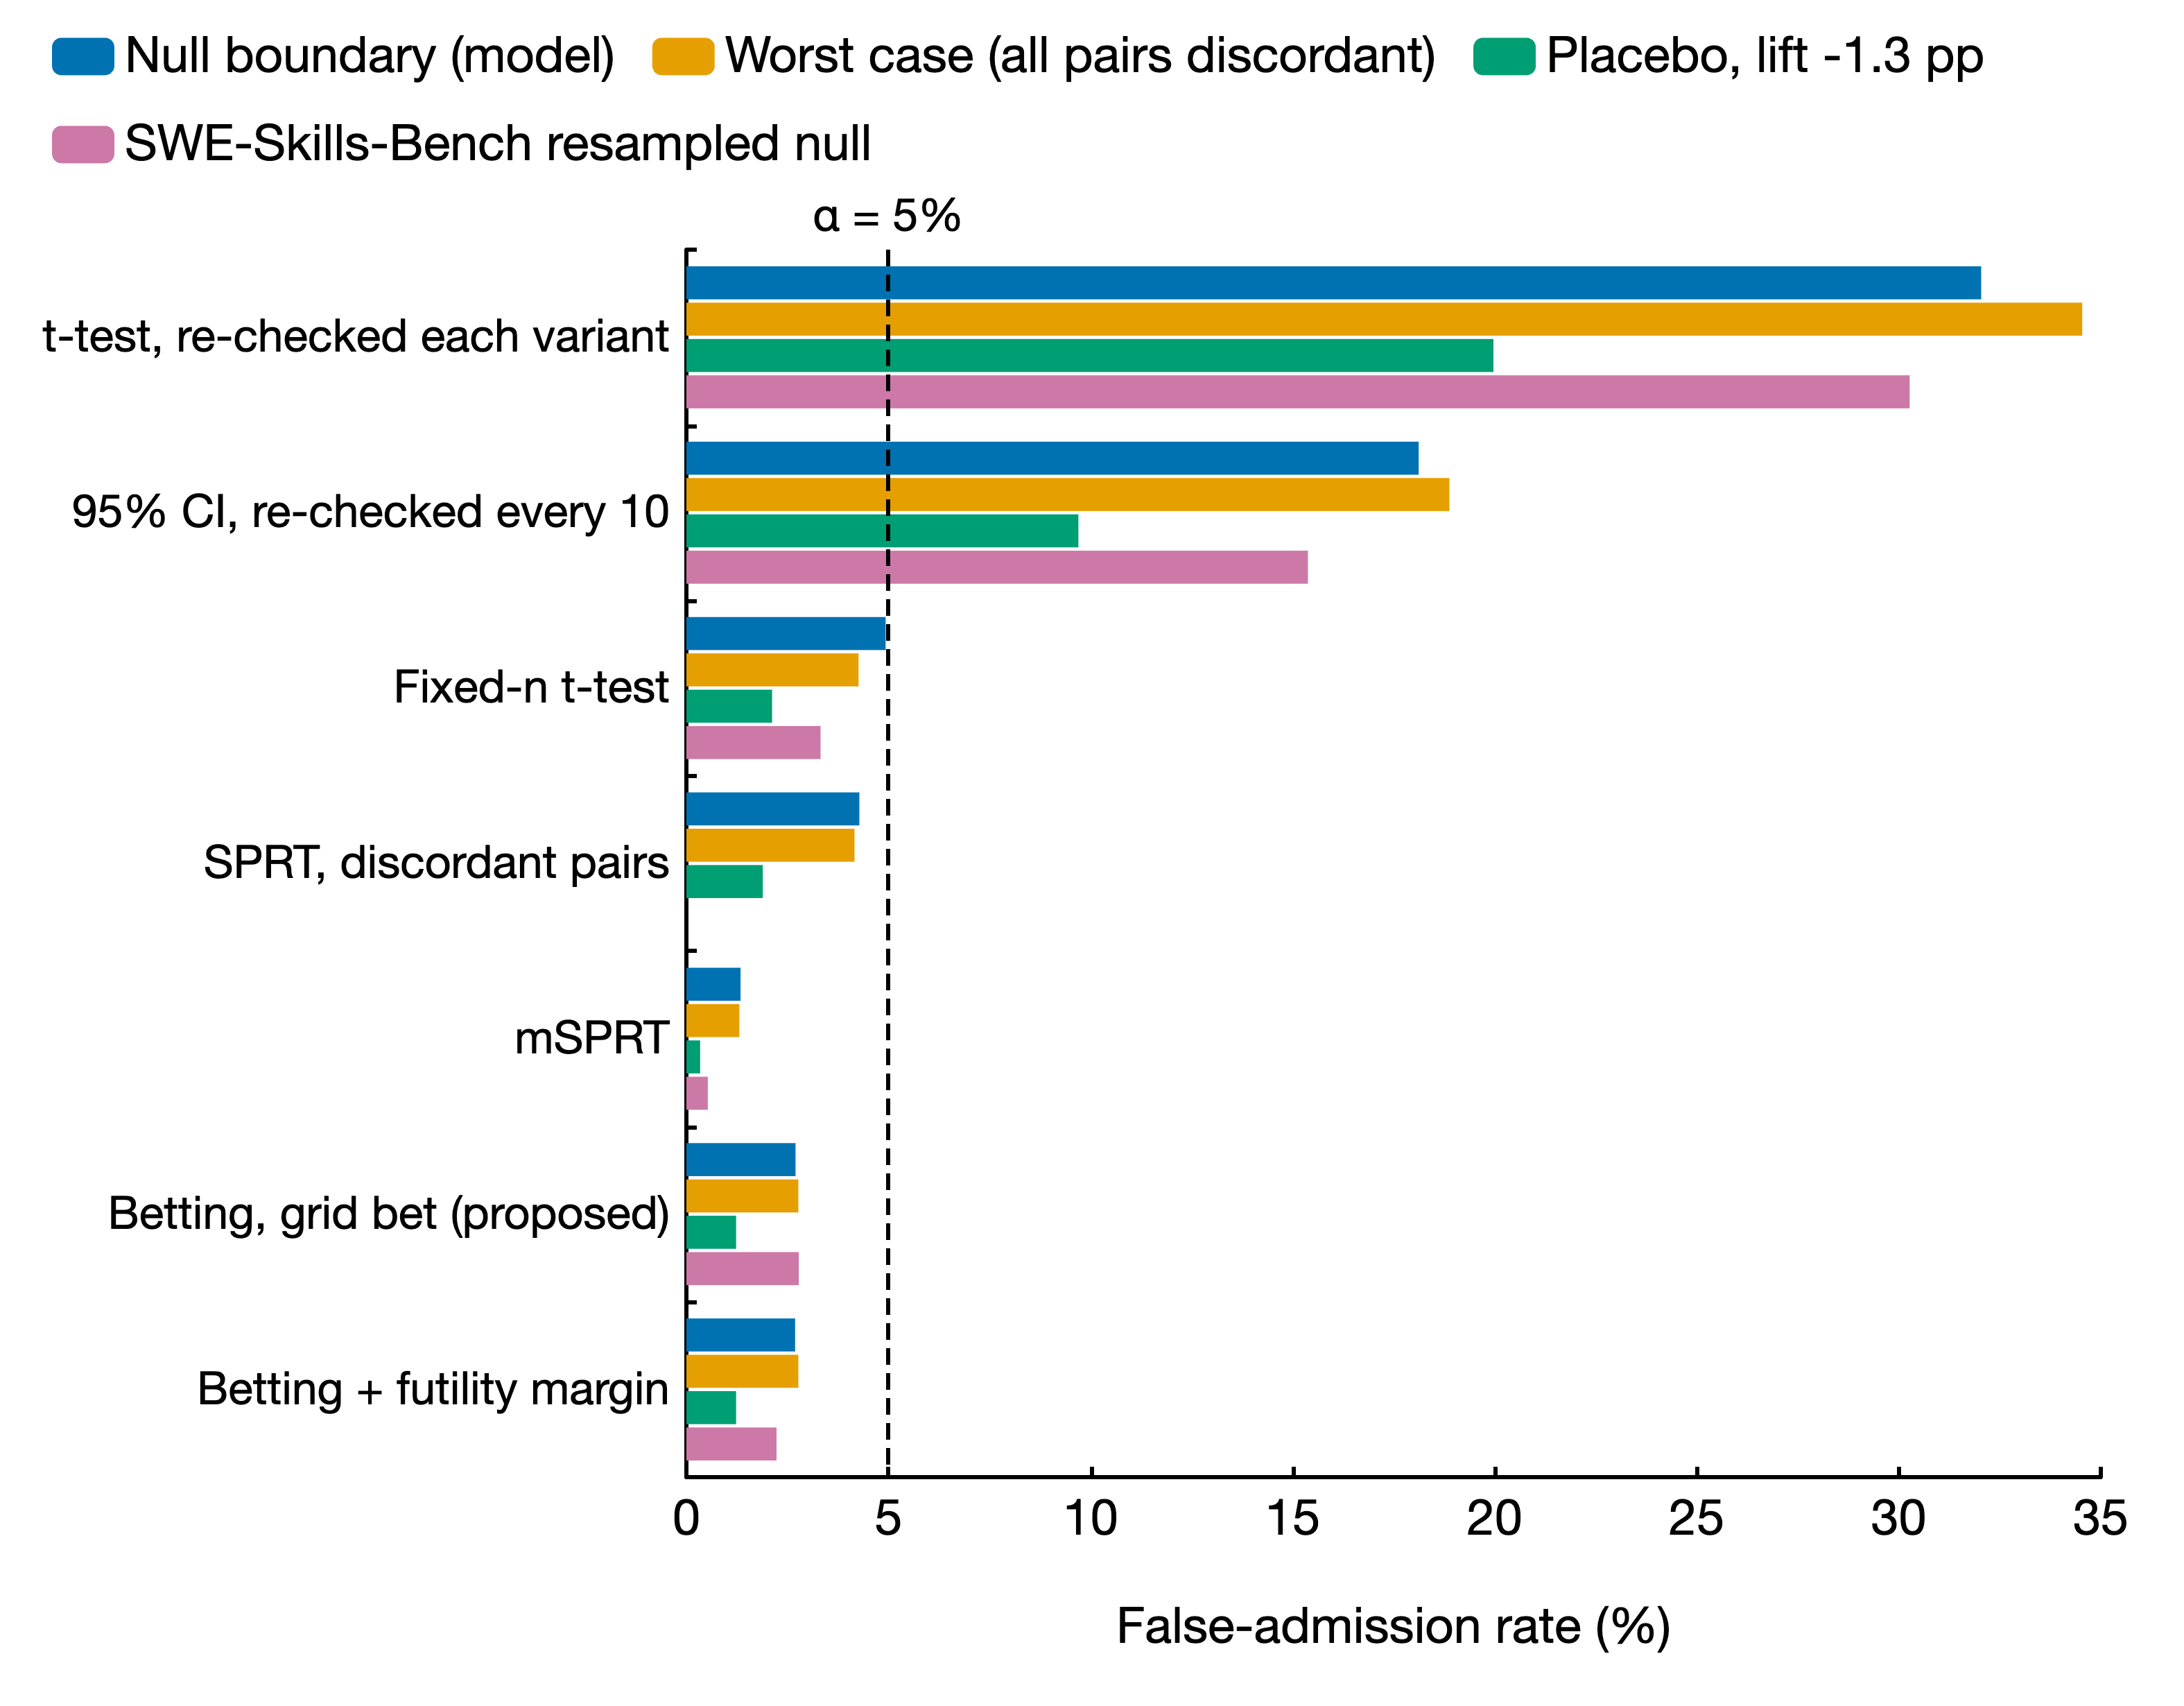 Null boundary (model) Worst case (all pairs discordant) Placebo, lift -1.3 pp
SWE-Skills-Bench resampled null
α = 5%
t-test, re-checked each variant
95% CI, re-checked every 10
Fixed-n t-test
SPRT, discordant pairs
mSPRT
Betting, grid bet (proposed)
Betting + futility margin
0 5 10 15 20 25 30 35
False-admission rate (%)